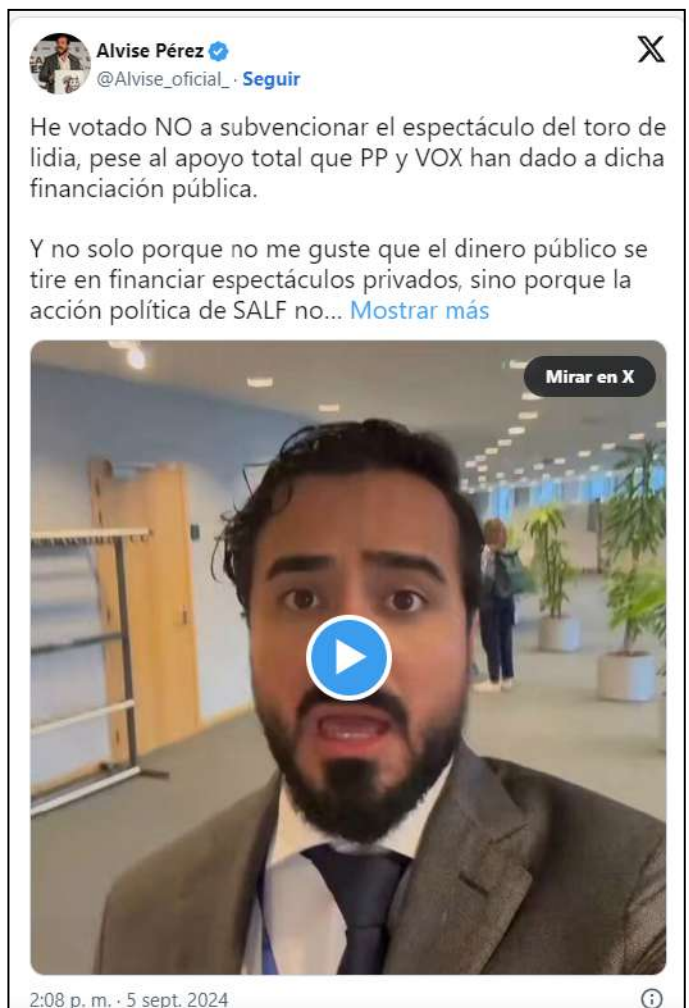 Alvise Pérez
@Alvise_oficial_ · Seguir
He votado NO a subvencionar el espectáculo del toro de
lidia, pese al apoyo total que PP y VOX han dado a dicha
financiación pública.
Y no solo porque no me guste que el dinero público se
tire en financiar espectáculos privados, sino porque la
acción política de SALF no... Mostrar más
Mirar en X
2:08 p. m. · 5 sept. 2024